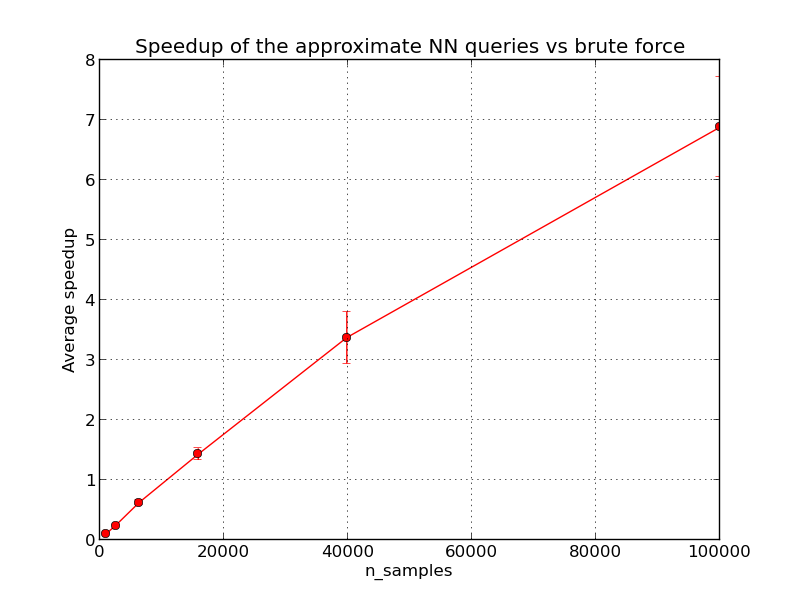 Speedup of the approximate NN queries vs brute force
8
7
6
5
4
3
2
1
0
Average speedup
0 20000 40000 60000 80000 100000
n_samples